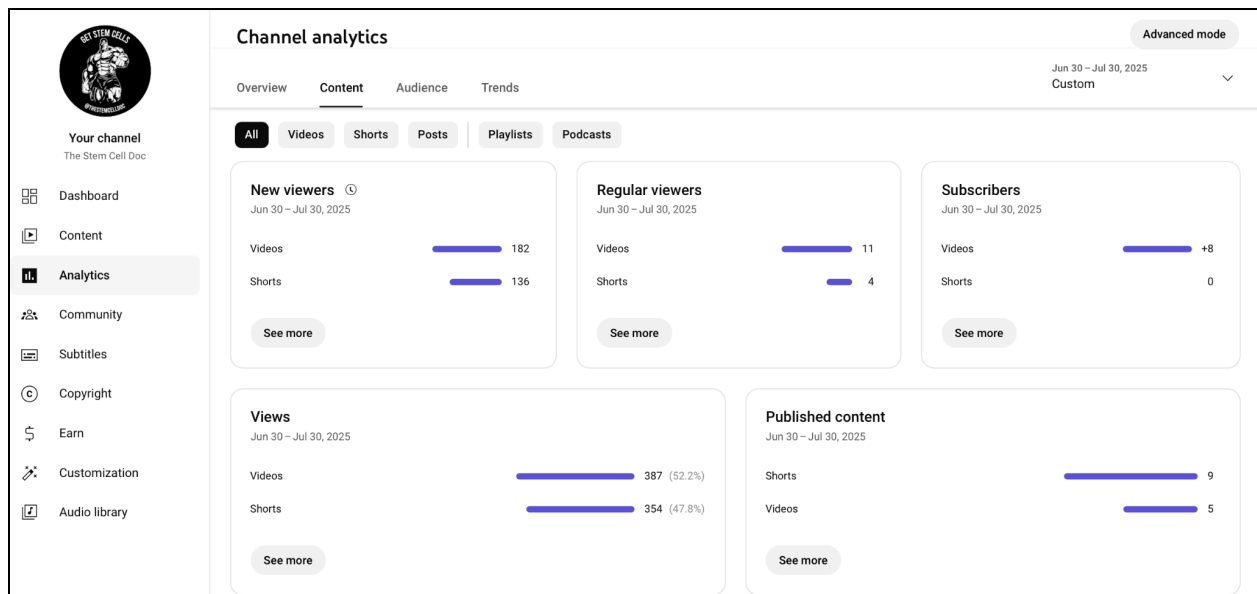 GET STEM CELLS
@THESTEMCELLDOC
Your channel
The Stem Cell Doc
Dashboard
Content
Analytics
Community
Subtitles
Copyright
Earn
Customization
Audio library
Channel analytics
Advanced mode
Overview Content Audience Trends
Jun 30 – Jul 30, 2025
Custom
All Videos Shorts Posts Playlists Podcasts
New viewers
Jun 30 – Jul 30, 2025
Videos 182
Shorts 136
See more
Regular viewers
Jun 30 – Jul 30, 2025
Videos 11
Shorts 4
See more
Subscribers
Jun 30 – Jul 30, 2025
Videos +8
Shorts 0
See more
Views
Jun 30 – Jul 30, 2025
Videos 387 (52.2%)
Shorts 354 (47.8%)
See more
Published content
Jun 30 – Jul 30, 2025
Shorts 9
Videos 5
See more